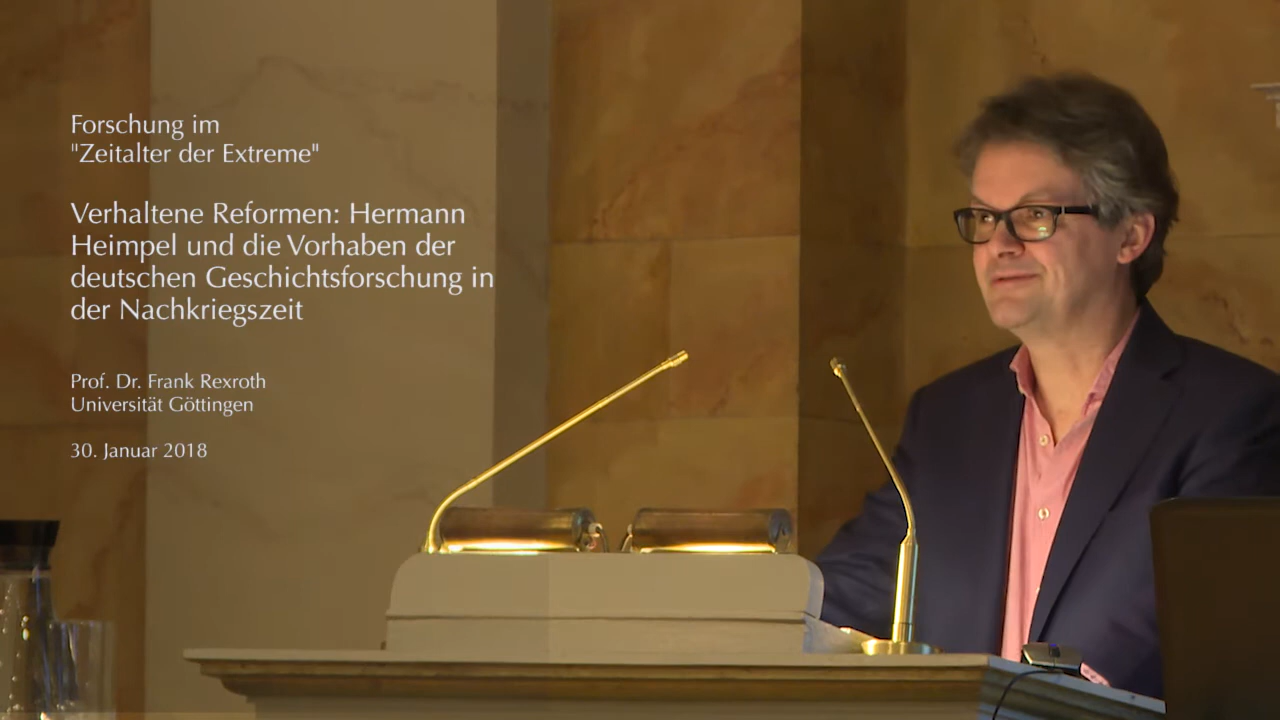 Forschung im
"Zeitalter der Extreme"
Verhaltene Reformen: Hermann
Heimpel und die Vorhaben der
deutschen Geschichtsforschung in
der Nachkriegszeit
Prof. Dr. Frank Rexroth
Universität Göttingen
30. Januar 2018